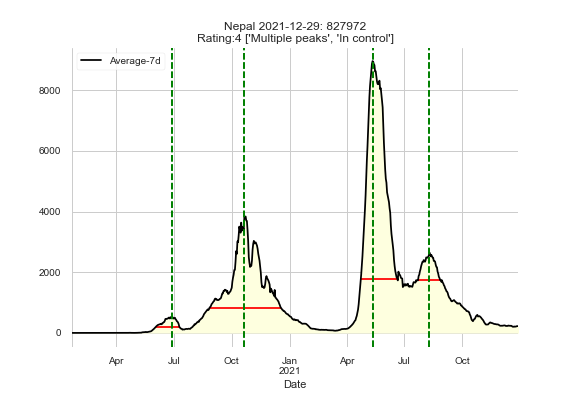 Nepal 2021-12-29: 827972
Rating:4 ['Multiple peaks', 'In control']
Average-7d
8000
6000
4000
2000
0
Apr
Jul
Oct
Jan
2021
Apr
Jul
Oct
Date